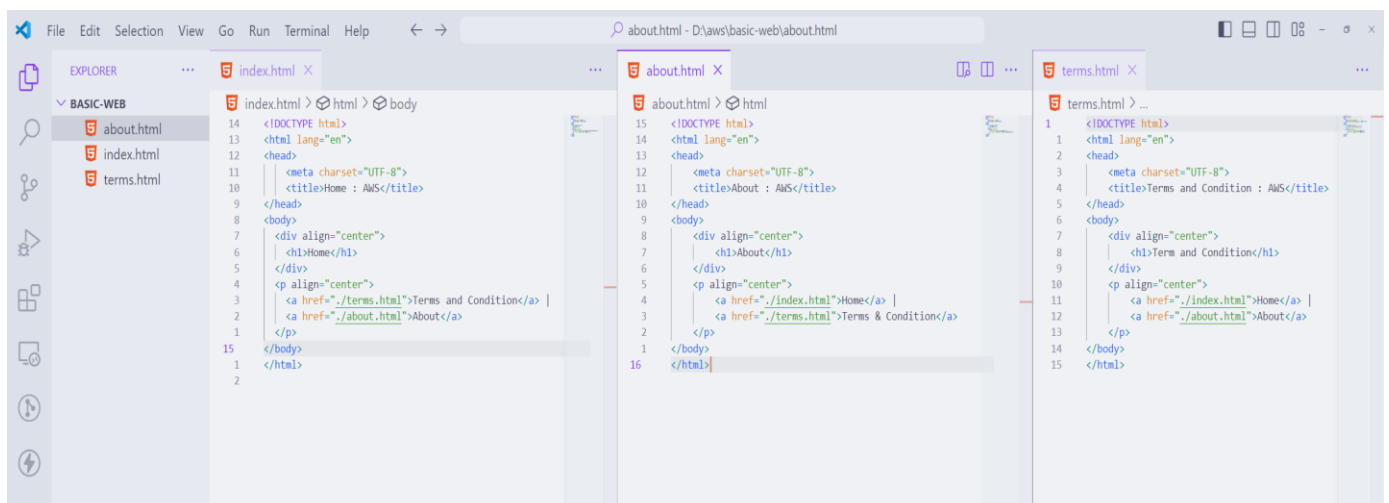 File Edit Selection View Go Run Terminal Help
about.html - D:\aws\basic-web\about.html
EXPLORER
BASIC-WEB
about.html
index.html
terms.html
index.html
index.html > html > body
14 <!DOCTYPE html>
13 <html lang="en">
12 <head>
11 <meta charset="UTF-8">
10 <title>Home : AWS</title>
9 </head>
8 <body>
7 <div align="center">
6 <h1>Home</h1>
5 </div>
4 <p align="center">
3 <a href="./terms.html">Terms and Condition</a> |
2 <a href="./about.html">About</a>
1 </p>
15 </body>
1 </html>
2
about.html
about.html > html
15 <!DOCTYPE html>
14 <html lang="en">
13 <head>
12 <meta charset="UTF-8">
11 <title>About : AWS</title>
10 </head>
9 <body>
8 <div align="center">
7 <h1>About</h1>
6 </div>
5 <p align="center">
4 <a href="./index.html">Home</a> |
3 <a href="./terms.html">Terms & Condition</a>
2 </p>
1 </body>
16 </html>
terms.html
terms.html > ...
1 <!DOCTYPE html>
1 <html lang="en">
2 <head>
3 <meta charset="UTF-8">
4 <title>Terms and Condition : AWS</title>
5 </head>
6 <body>
7 <div align="center">
8 <h1>Term and Condition</h1>
9 </div>
10 <p align="center">
11 <a href="./index.html">Home</a> |
12 <a href="./about.html">About</a>
13 </p>
14 </body>
15 </html>